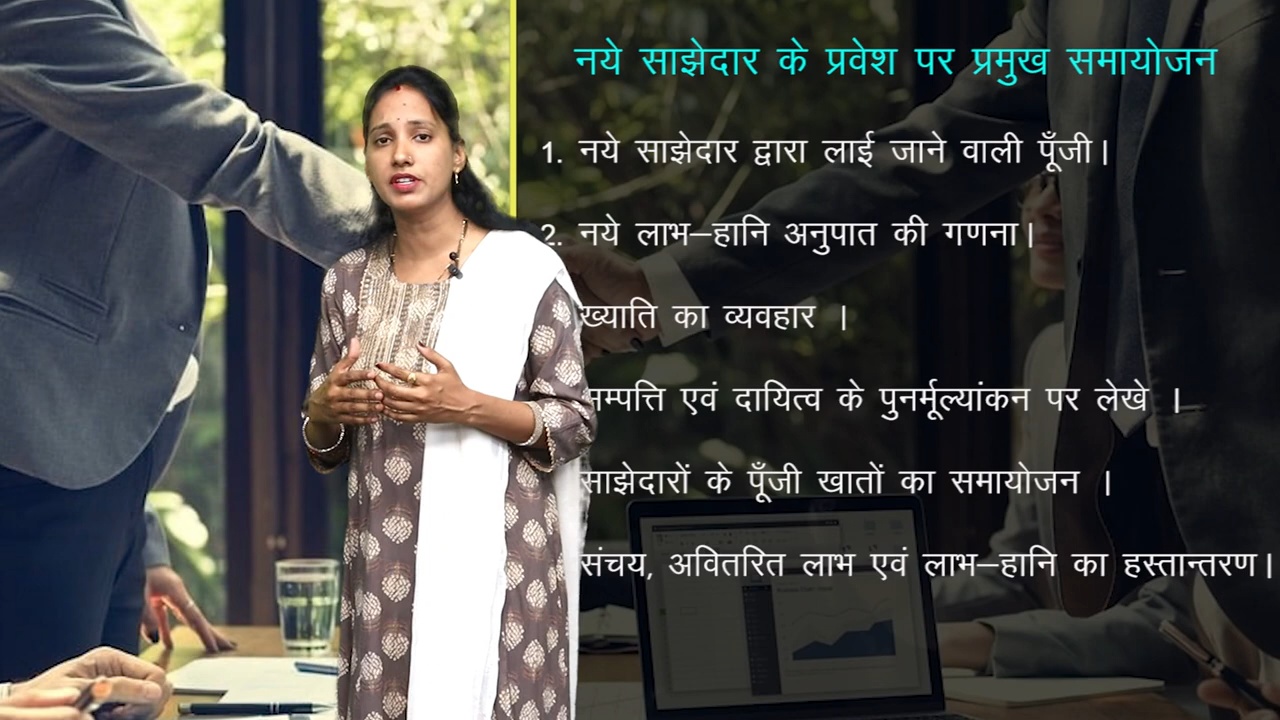 नये साझेदार के प्रवेश पर प्रमुख समायोजन
1. नये साझेदार द्वारा लाई जाने वाली पूँजी।
2. नये लाभ–हानि अनुपात की गणना।
ख्याति का व्यवहार ।
सम्पत्ति एवं दायित्व के पुनर्मूल्यांकन पर लेखे ।
साझेदारों के पूँजी खातों का समायोजन ।
संचय, अवितरित लाभ एवं लाभ–हानि का हस्तान्तरण।